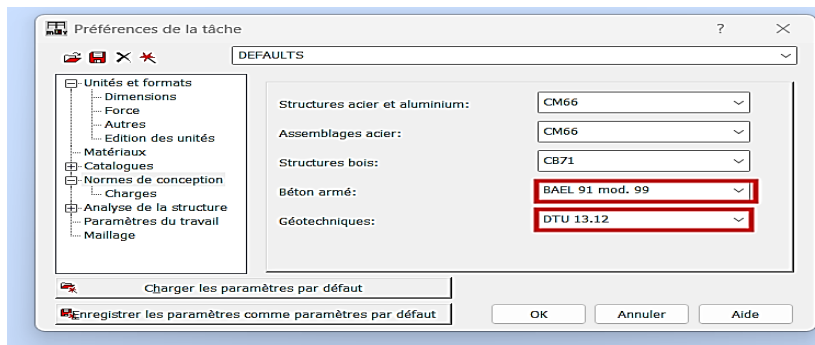 Préférences de la tâche
?
DEFAULTS
Unités et formats
Dimensions
Force
Autres
Edition des unités
Matériaux
Catalogues
Normes de conception
Charges
Analyse de la structure
Paramètres du travail
Maillage
Structures acier et aluminium: CM66
Assemblages acier: CM66
Structures bois: CB71
Béton armé: BAEL 91 mod. 99
Géotechniques: DTU 13.12
Charger les paramètres par défaut
Enregistrer les paramètres comme paramètres par défaut
OK Annuler Aide